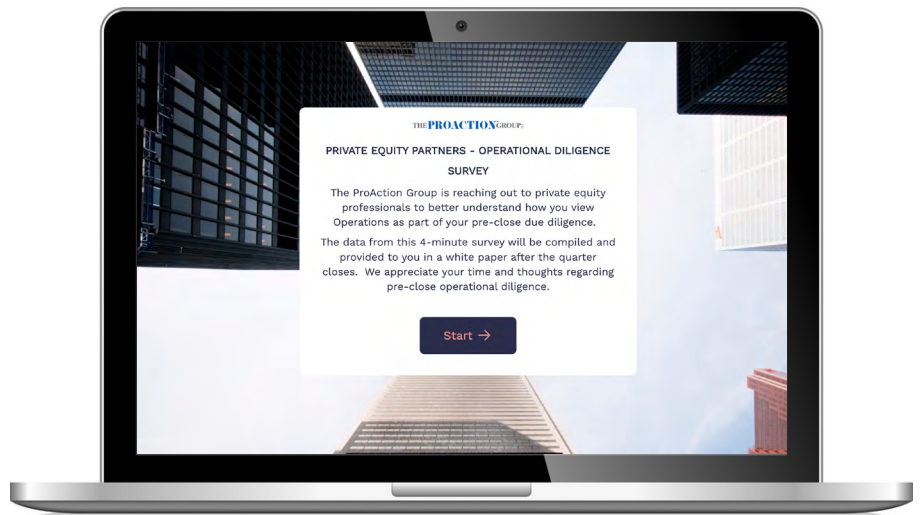 THE PROACTION GROUP
PRIVATE EQUITY PARTNERS - OPERATIONAL DILIGENCE
SURVEY
The ProAction Group is reaching out to private equity
professionals to better understand how you view
Operations as part of your pre-close due diligence.
The data from this 4-minute survey will be compiled and
provided to you in a white paper after the quarter
closes. We appreciate your time and thoughts regarding
pre-close operational diligence.
Start →